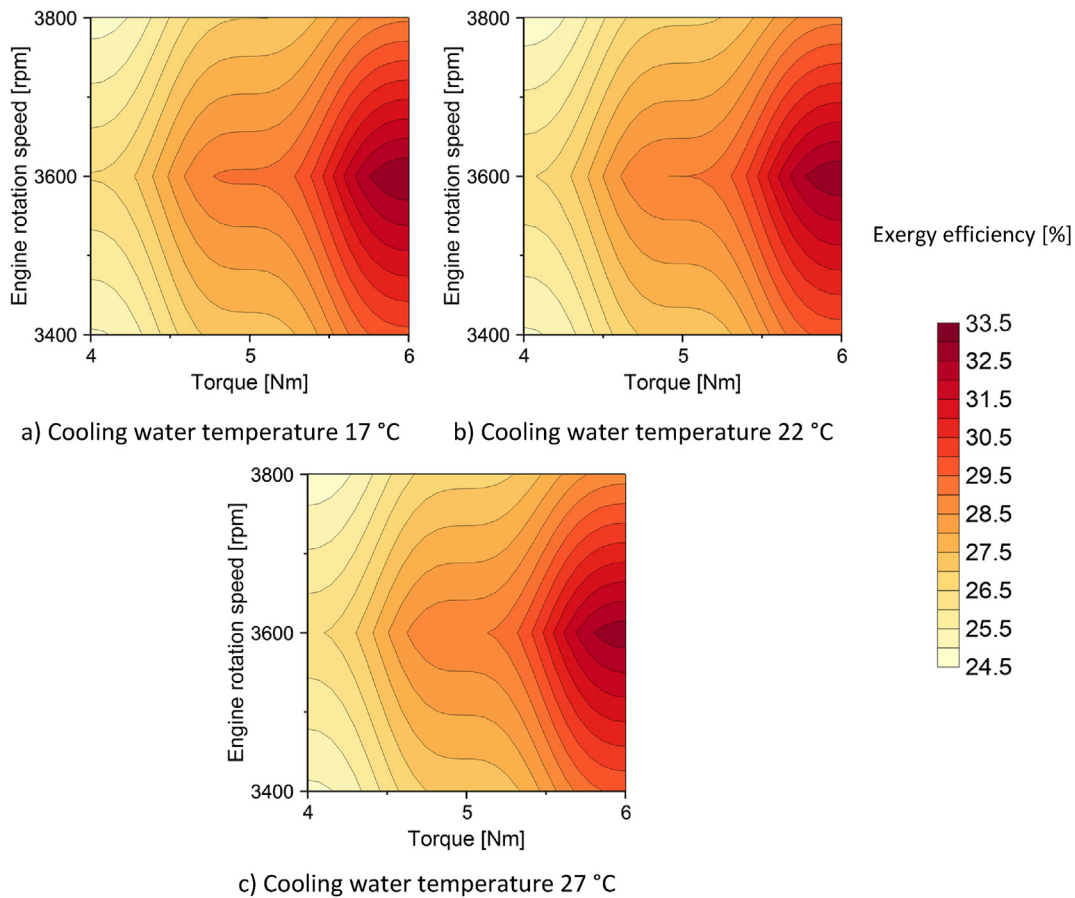 3800
3600
3400
Engine rotation speed [rpm]
4
5
6
Torque [Nm]
a) Cooling water temperature 17 °C
3800
3600
3400
Engine rotation speed [rpm]
4
5
6
Torque [Nm]
b) Cooling water temperature 22 °C
Exergy efficiency [%]
33.5
32.5
31.5
30.5
29.5
28.5
27.5
26.5
25.5
24.5
3800
3600
3400
Engine rotation speed [rpm]
4
5
6
Torque [Nm]
c) Cooling water temperature 27 °C